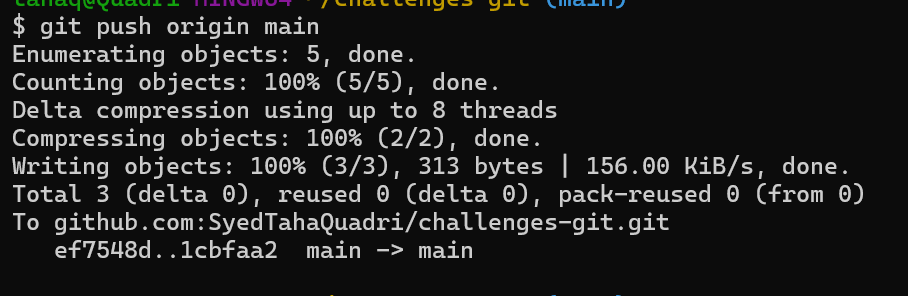 tahaq@Quadri MINGW64 ~/challenges-git (main)
$ git push origin main
Enumerating objects: 5, done.
Counting objects: 100% (5/5), done.
Delta compression using up to 8 threads
Compressing objects: 100% (2/2), done.
Writing objects: 100% (3/3), 313 bytes | 156.00 KiB/s, done.
Total 3 (delta 0), reused 0 (delta 0), pack-reused 0 (from 0)
To github.com:SyedTahaQuadri/challenges-git.git
   ef7548d..1cbfaa2  main -> main